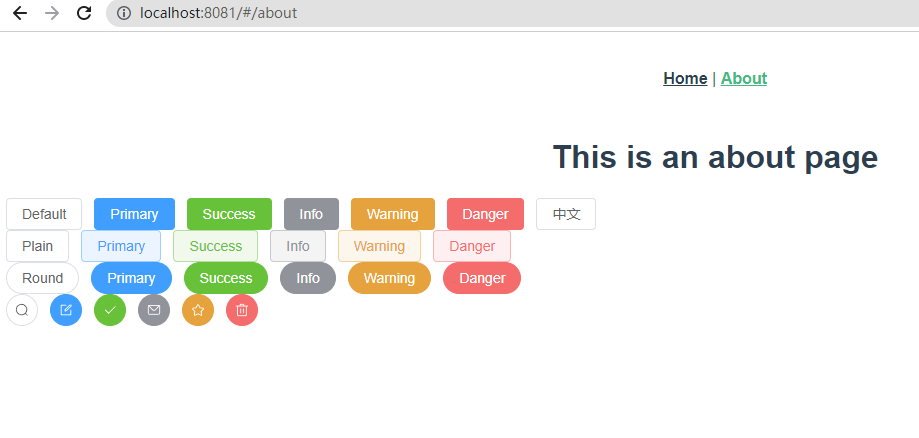 localhost:8081/#/about
Home | About
This is an about page
Default Primary Success Info Warning Danger 中文
Plain Primary Success Info Warning Danger
Round Primary Success Info Warning Danger